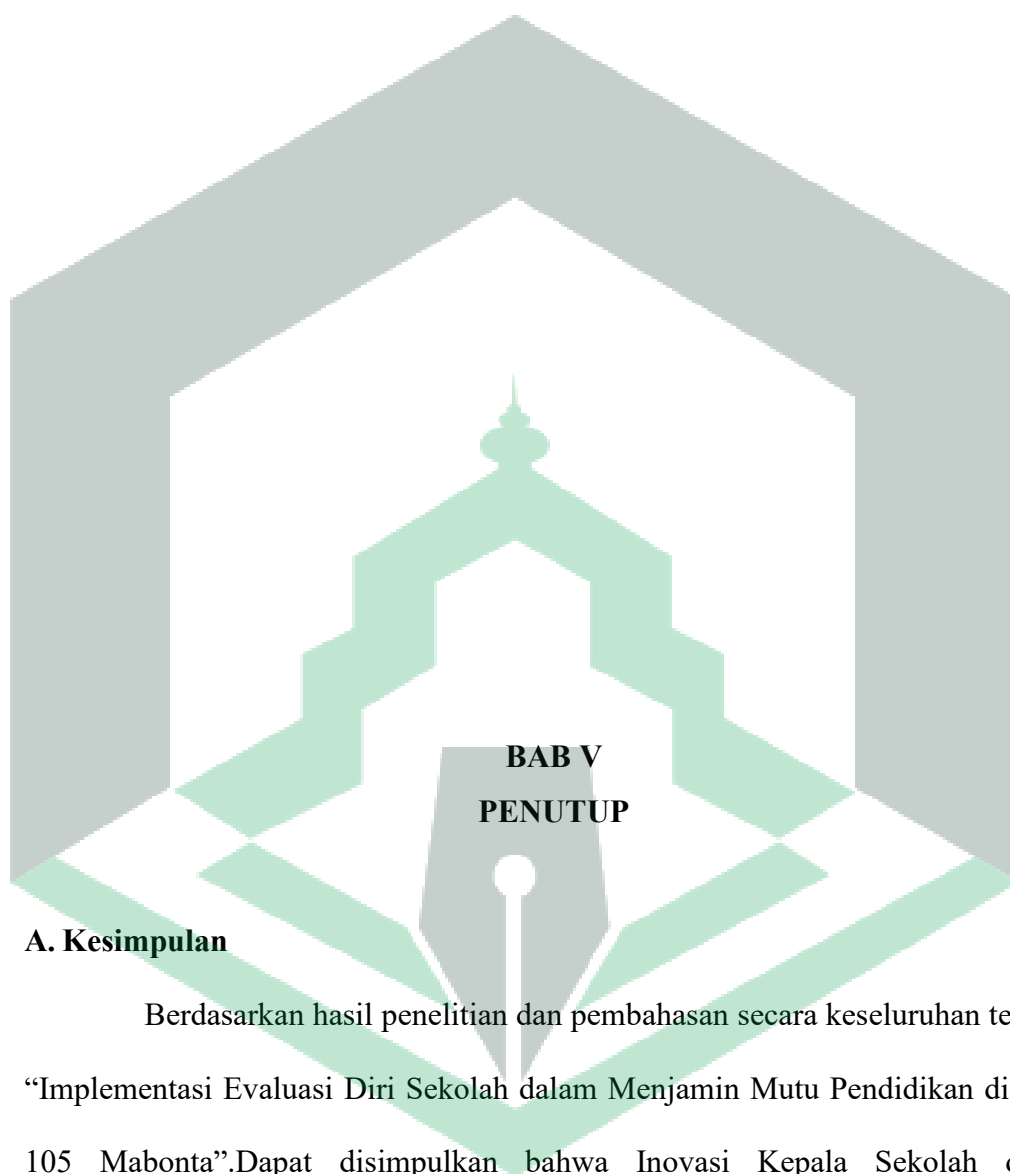 BAB V
PENUTUP
A. Kesimpulan
Berdasarkan hasil penelitian dan pembahasan secara keseluruhan
“Implementasi Evaluasi Diri Sekolah dalam Menjamin Mutu Pendidikan di
105 Mabonta”.Dapat disimpulkan bahwa Inovasi Kepala Sekolah